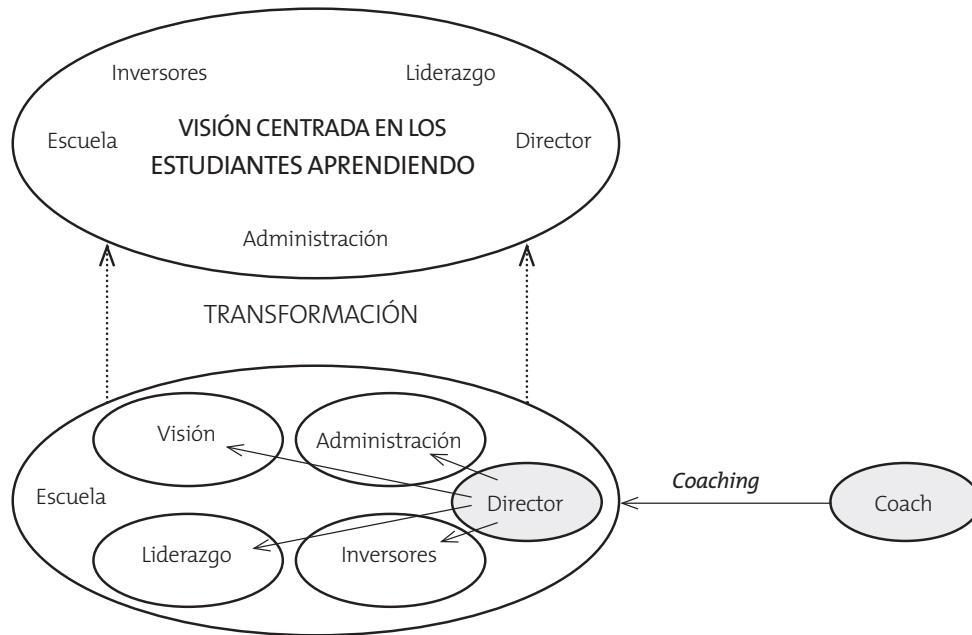 Inversores
Liderazgo
Escuela
VISIÓN CENTRADA EN LOS
ESTUDIANTES APRENDIENDO
Director
Administración
TRANSFORMACIÓN
Visión
Administración
Escuela
Director
Coaching
Coach
Liderazgo
Inversores